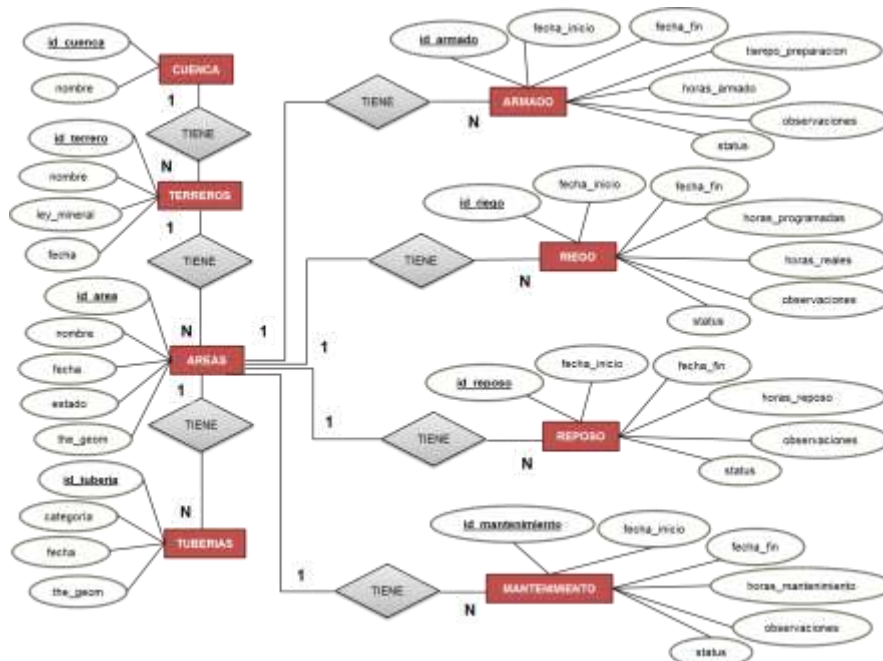 id_cuenca
CUENCA
nombre
1
TIENE
N
id_terrero
nombre
TERREROS
ley_mineral
fecha
1
TIENE
N
id_area
nombre
AREAS
fecha
estado
the_geom
1
TIENE
N
id_tuberia
categoria
TUBERIAS
fecha
the_geom
1
TIENE
N
id_armado
fecha_inicio
fecha_fin
tiempo_preparacion
ARMADO
horas_armado
observaciones
status
1
TIENE
N
id_riego
fecha_inicio
fecha_fin
horas_programadas
RIEGO
horas_reales
observaciones
status
1
TIENE
N
id_reposo
fecha_inicio
fecha_fin
horas_reposo
REPOSO
observaciones
status
1
TIENE
N
id_mantenimiento
fecha_inicio
fecha_fin
MANTENIMIENTO
horas_mantenimiento
observaciones
status